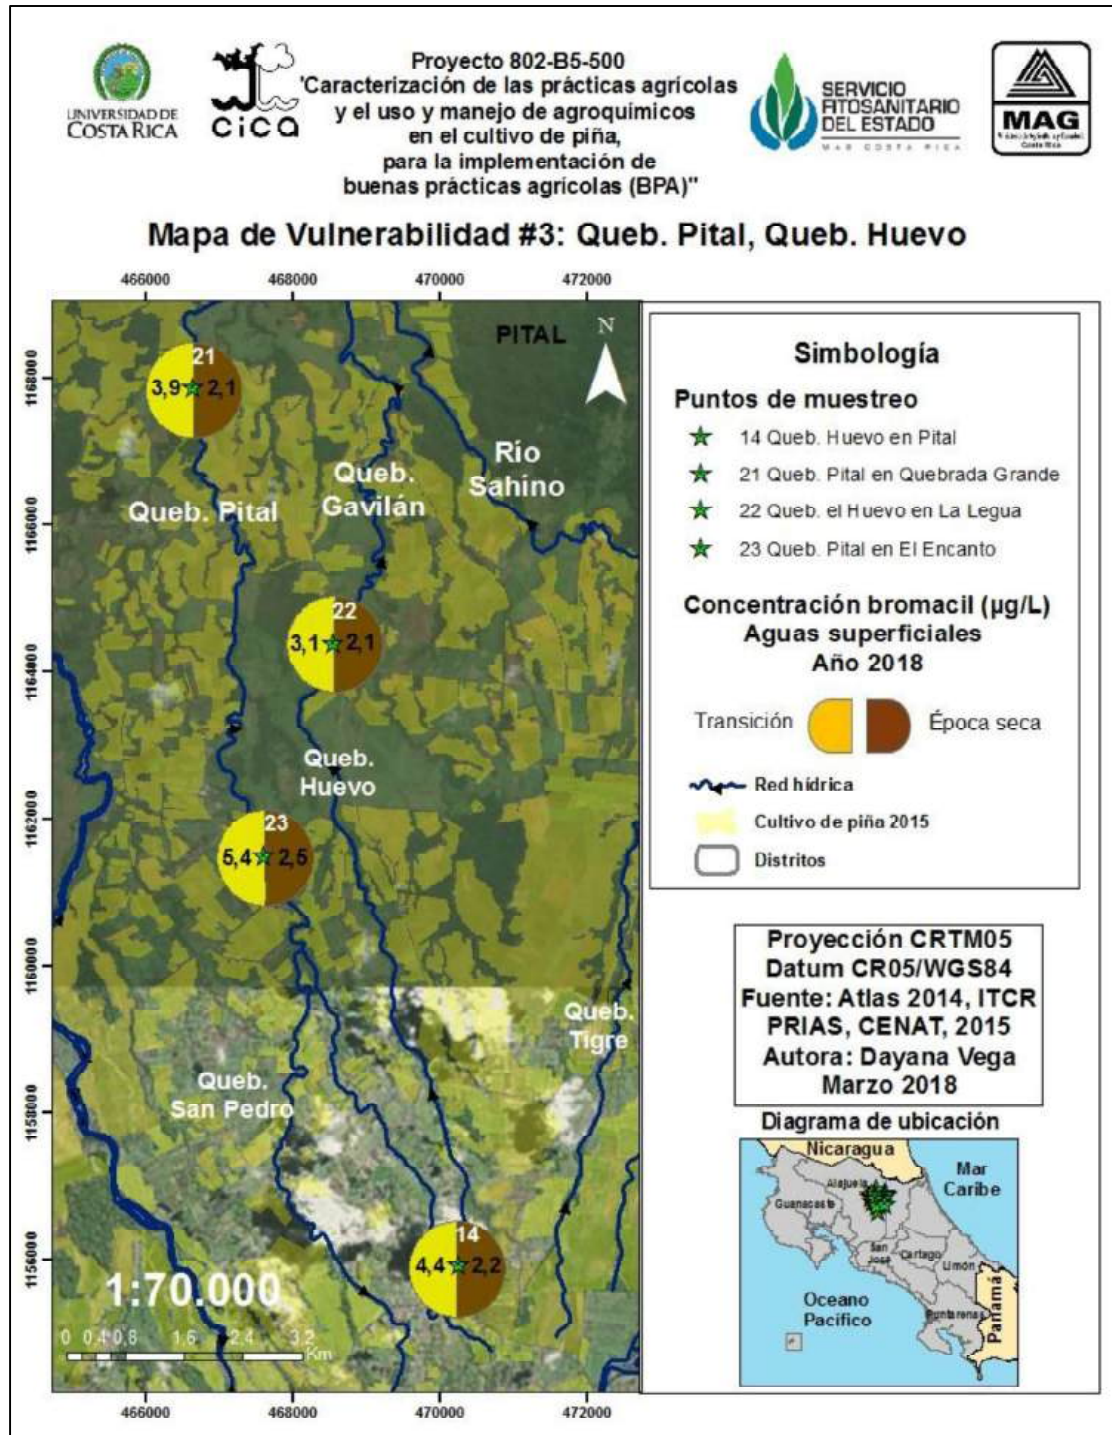 UNIVERSIDAD DE
COSTA RICA
cica
Proyecto 802-B5-500
"Caracterización de las prácticas agrícolas
y el uso y manejo de agroquímicos
en el cultivo de piña,
para la implementación de
buenas prácticas agrícolas (BPA)"
SERVICIO
FITOSANITARIO
DEL ESTADO
MAG COSTA RICA
MAG
Costa Rica
Mapa de Vulnerabilidad #3: Queb. Pital, Queb. Huevo
466000 468000 470000 472000
1168000
1166000
1164000
1162000
1160000
1158000
1156000
PITAL
N
21
3,9 2,1
Queb. Pital
Queb.
Gavilán
Río
Sahino
22
3,1 2,1
Queb.
Huevo
23
5,4 2,5
Queb.
Tigre
Queb.
San Pedro
14
4,4 2,2
1:70.000
0 0,4 0,8 1,6 2,4 3,2
Km
466000 468000 470000 472000
Simbología
Puntos de muestreo
14 Queb. Huevo en Pital
21 Queb. Pital en Quebrada Grande
22 Queb. el Huevo en La Legua
23 Queb. Pital en El Encanto
Concentración bromacil (µg/L)
Aguas superficiales
Año 2018
Transición Época seca
Red hídrica
Cultivo de piña 2015
Distritos
Proyección CRTM05
Datum CR05/WGS84
Fuente: Atlas 2014, ITCR
PRIAS, CENAT, 2015
Autora: Dayana Vega
Marzo 2018
Diagrama de ubicación
Nicaragua
Mar
Caribe
Alajuela
Guanacaste
San
José
Cartago
Limón
Oceano
Pacífico
Puntarenas
Panamá